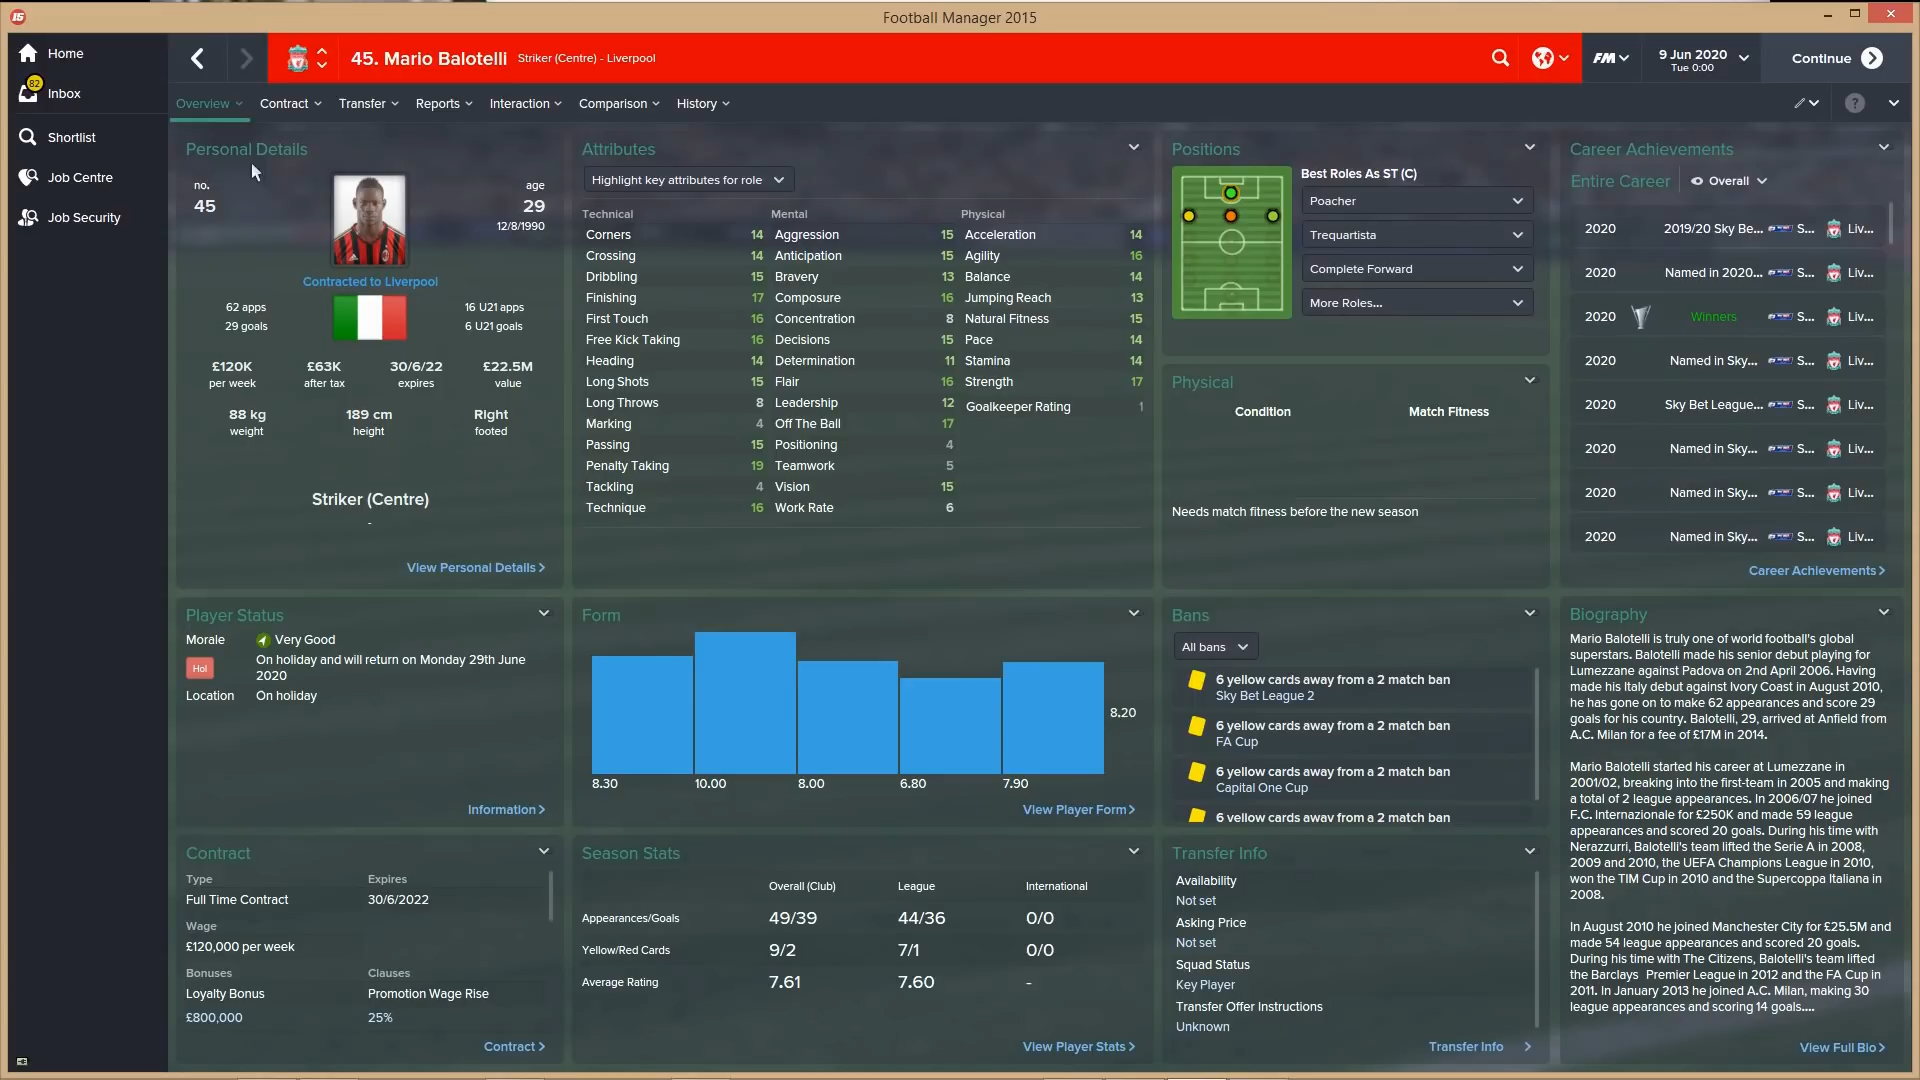 Football Manager 2015
Home
82
Inbox
Shortlist
Job Centre
Job Security
45. Mario Balotelli Striker (Centre) - Liverpool
FM
9 Jun 2020
Tue 0:00
Continue
Overview Contract Transfer Reports Interaction Comparison History
?
Personal Details
no.
45
age
29
12/8/1990
Contracted to Liverpool
62 apps
29 goals
16 U21 apps
6 U21 goals
£120K £63K 30/6/22 £22.5M
per week after tax expires value
88 kg 189 cm Right
weight height footed
Striker (Centre)
-
View Personal Details >
Attributes
Highlight key attributes for role
Technical Mental Physical
Corners 14 Aggression 15 Acceleration 14
Crossing 14 Anticipation 15 Agility 16
Dribbling 15 Bravery 13 Balance 14
Finishing 17 Composure 16 Jumping Reach 13
First Touch 16 Concentration 8 Natural Fitness 15
Free Kick Taking 16 Decisions 15 Pace 14
Heading 14 Determination 11 Stamina 14
Long Shots 15 Flair 16 Strength 17
Long Throws 8 Leadership 12 Goalkeeper Rating 1
Marking 4 Off The Ball 17
Passing 15 Positioning 4
Penalty Taking 19 Teamwork 5
Tackling 4 Vision 15
Technique 16 Work Rate 6
Positions
Best Roles As ST (C)
Poacher
Trequartista
Complete Forward
More Roles...
Physical
Condition Match Fitness
Needs match fitness before the new season
Career Achievements
Entire Career Overall
2020 2019/20 Sky Be... S... Liv...
2020 Named in 2020... S... Liv...
2020 Winners S... Liv...
2020 Named in Sky... S... Liv...
2020 Sky Bet League... S... Liv...
2020 Named in Sky... S... Liv...
2020 Named in Sky... S... Liv...
2020 Named in Sky... S... Liv...
Career Achievements >
Player Status
Morale Very Good
Hol On holiday and will return on Monday 29th June
2020
Location On holiday
Information >
Form
8.20
8.30 10.00 8.00 6.80 7.90
View Player Form >
Bans
All bans
6 yellow cards away from a 2 match ban
Sky Bet League 2
6 yellow cards away from a 2 match ban
FA Cup
6 yellow cards away from a 2 match ban
Capital One Cup
6 yellow cards away from a 2 match ban
Biography
Mario Balotelli is truly one of world football's global
superstars. Balotelli made his senior debut playing for
Lumezzane against Padova on 2nd April 2006. Having
made his Italy debut against Ivory Coast in August 2010,
he has gone on to make 62 appearances and score 29
goals for his country. Balotelli, 29, arrived at Anfield from
A.C. Milan for a fee of £17M in 2014.
Mario Balotelli started his career at Lumezzane in
2001/02, breaking into the first-team in 2005 and making
a total of 2 league appearances. In 2006/07 he joined
F.C. Internazionale for £250K and made 59 league
appearances and scored 20 goals. During his time with
Nerazzurri, Balotelli's team lifted the Serie A in 2008,
2009 and 2010, the UEFA Champions League in 2010,
won the TIM Cup in 2010 and the Supercoppa Italiana in
2008.
In August 2010 he joined Manchester City for £25.5M and
made 54 league appearances and scored 20 goals.
During his time with The Citizens, Balotelli's team lifted
the Barclays Premier League in 2012 and the FA Cup in
2011. In January 2013 he joined A.C. Milan, making 30
league appearances and scoring 14 goals....
View Full Bio >
Contract
Type Expires
Full Time Contract 30/6/2022
Wage
£120,000 per week
Bonuses Clauses
Loyalty Bonus Promotion Wage Rise
£800,000 25%
Contract >
Season Stats
Overall (Club) League International
Appearances/Goals 49/39 44/36 0/0
Yellow/Red Cards 9/2 7/1 0/0
Average Rating 7.61 7.60 -
View Player Stats >
Transfer Info
Availability
Not set
Asking Price
Not set
Squad Status
Key Player
Transfer Offer Instructions
Unknown
Transfer Info >